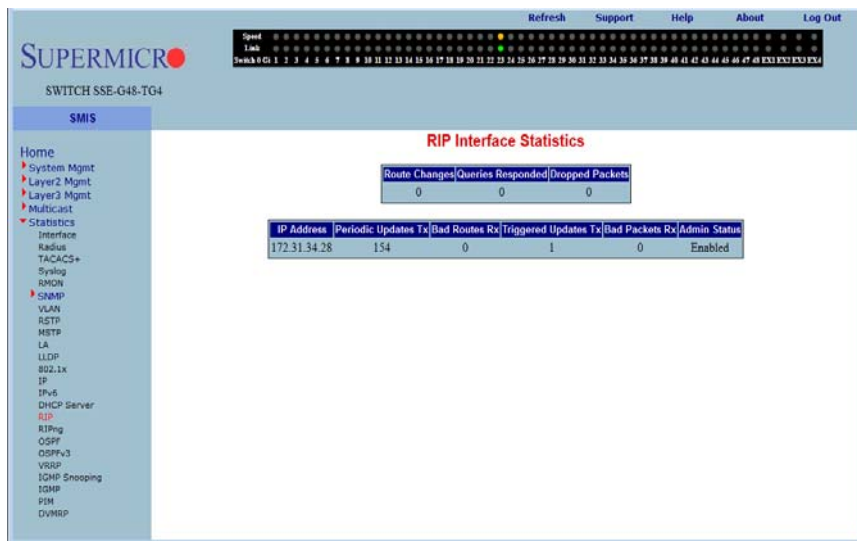 Refresh Support Help About Log Out
Speed
Link
Switch 0 Gi 1 2 3 4 5 6 7 8 9 10 11 12 13 14 15 16 17 18 19 20 21 22 23 24 25 26 27 28 29 30 31 32 33 34 35 36 37 38 39 40 41 42 43 44 45 46 47 48 EX1 EX2 EX3 EX4
SUPERMICRO
SWITCH SSE-G48-TG4
SMIS
Home
System Mgmt
Layer2 Mgmt
Layer3 Mgmt
Multicast
Statistics
Interface
Radius
TACACS+
Syslog
RMON
SNMP
VLAN
RSTP
MSTP
LA
LLDP
802.1x
IP
IPv6
DHCP Server
RIP
RIPng
OSPF
OSPFv3
VRRP
IGMP Snooping
IGMP
PIM
DVMRP
RIP Interface Statistics
Route Changes Queries Responded Dropped Packets
0 0 0
IP Address Periodic Updates Tx Bad Routes Rx Triggered Updates Tx Bad Packets Rx Admin Status
172.31.34.28 154 0 1 0 Enabled